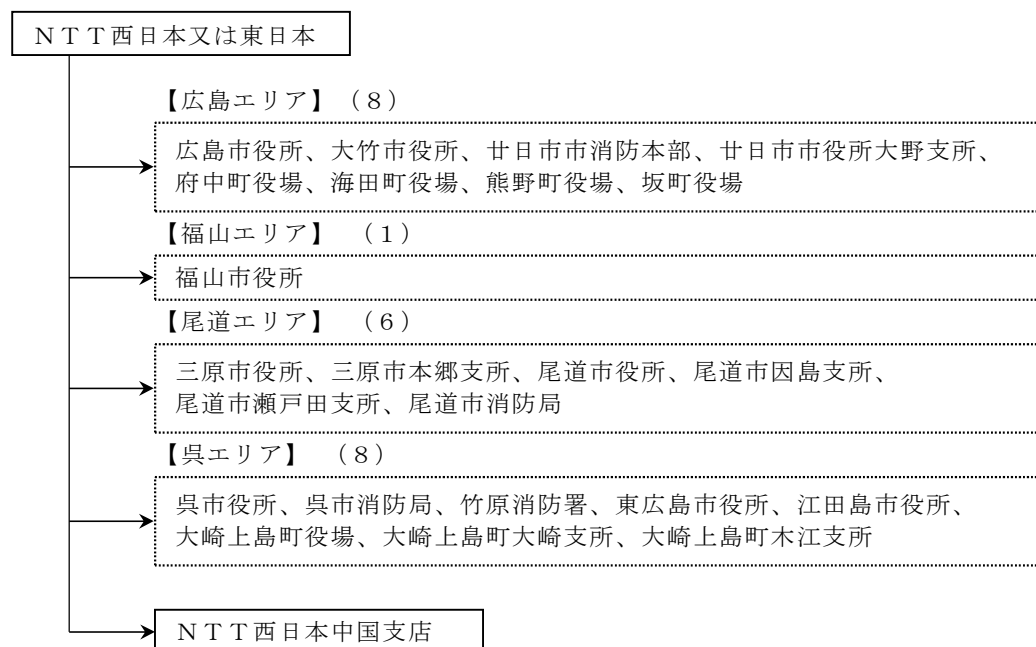 ＮＴＴ西日本又は東日本
【広島エリア】（８）
広島市役所、大竹市役所、廿日市市消防本部、廿日市市役所大野支所、
府中町役場、海田町役場、熊野町役場、坂町役場
【福山エリア】　（１）
福山市役所
【尾道エリア】　（６）
三原市役所、三原市本郷支所、尾道市役所、尾道市因島支所、
尾道市瀬戸田支所、尾道市消防局
【呉エリア】　（８）
呉市役所、呉市消防局、竹原消防署、東広島市役所、江田島市役所、
大崎上島町役場、大崎上島町大崎支所、大崎上島町木江支所
ＮＴＴ西日本中国支店